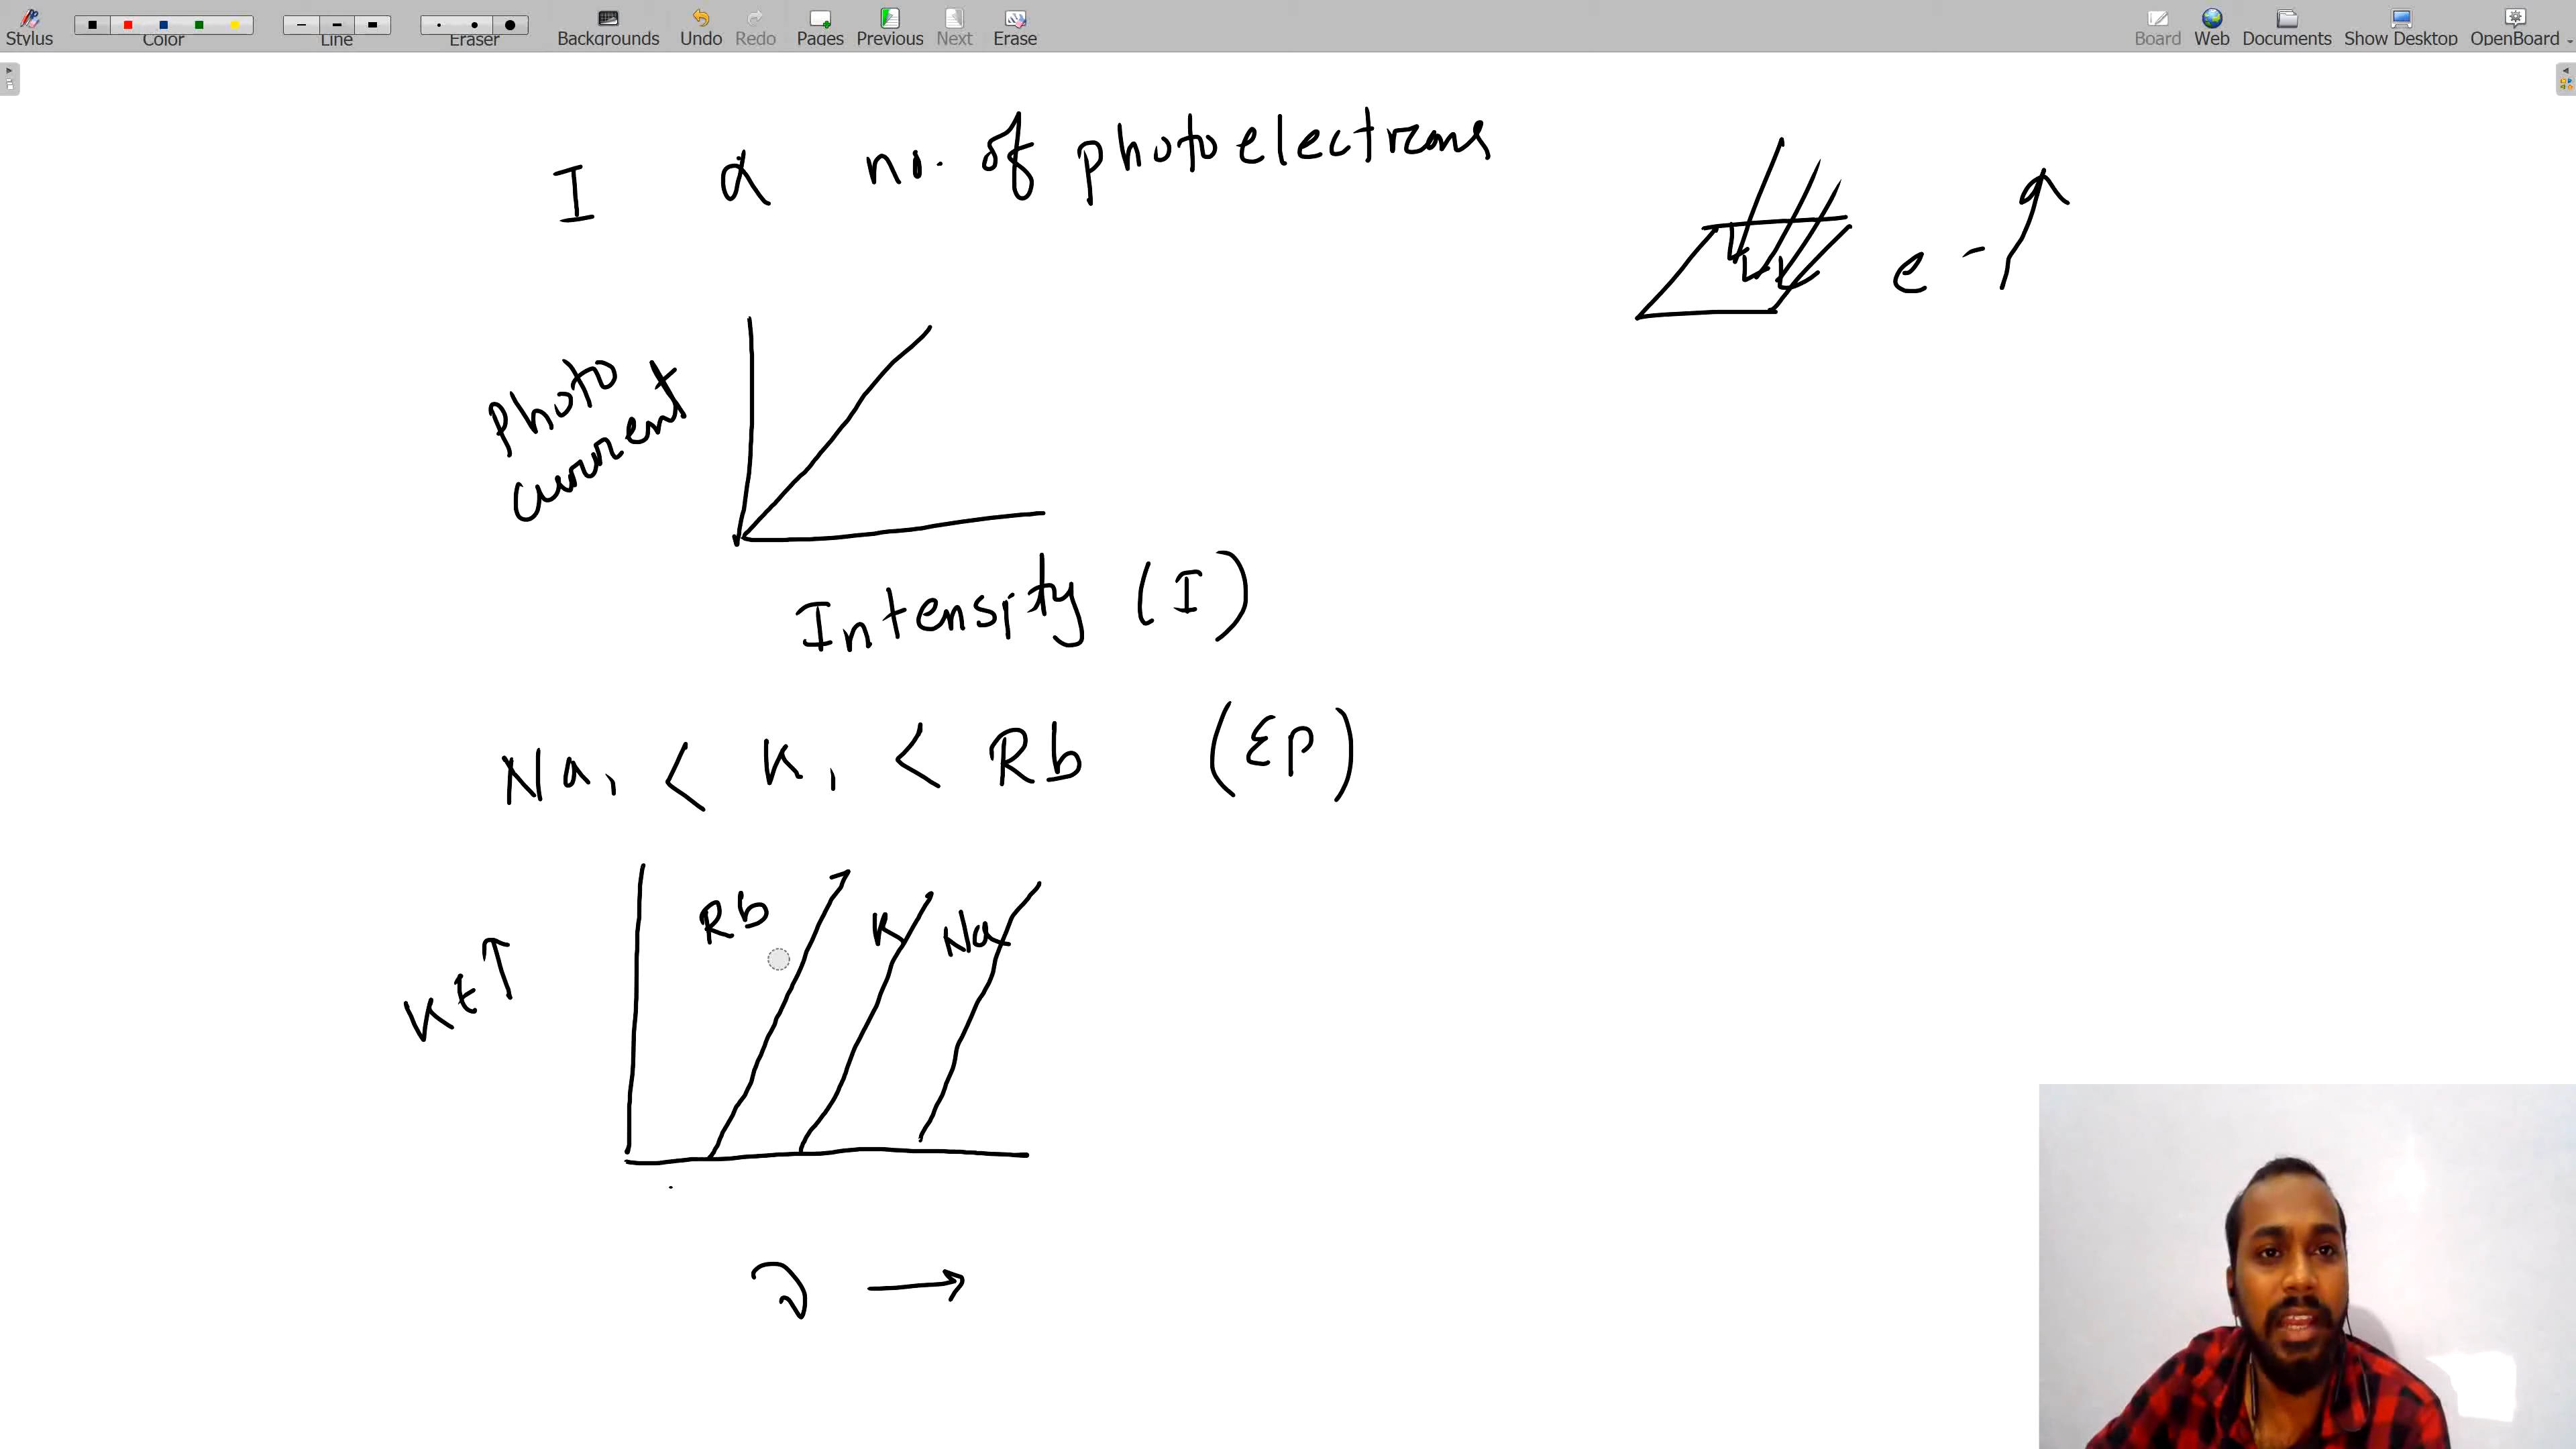 Stylus Color Line Eraser Backgrounds Undo Redo Pages Previous Next Erase Board Web Documents Show Desktop OpenBoard
I α no. of photoelectrons
e -
Photo
current
Intensity (I)
Na, < K, < Rb (EP)
Rb K Na
KE↑
ν →